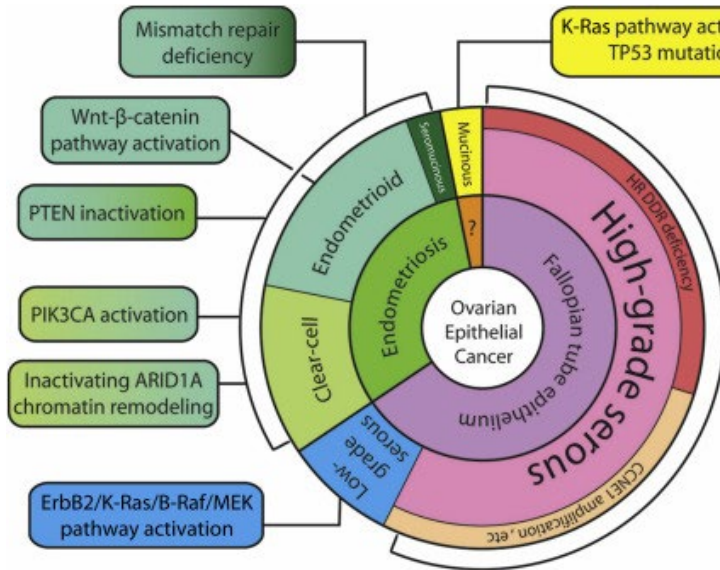 Mismatch repair
deficiency
K-Ras pathway act
TP53 mutatio
Wnt-β-catenin
pathway activation
PTEN inactivation
PIK3CA activation
Inactivating ARID1A
chromatin remodeling
ErbB2/K-Ras/B-Raf/MEK
pathway activation
Seromucinous
Mucinous
Endometrioid
Clear-cell
Low-
grade
serous
High-grade serous
HR DDR deficiency
CCNE1 amplification, etc
Endometriosis
?
Fallopian tube epithelium
Ovarian
Epithelial
Cancer